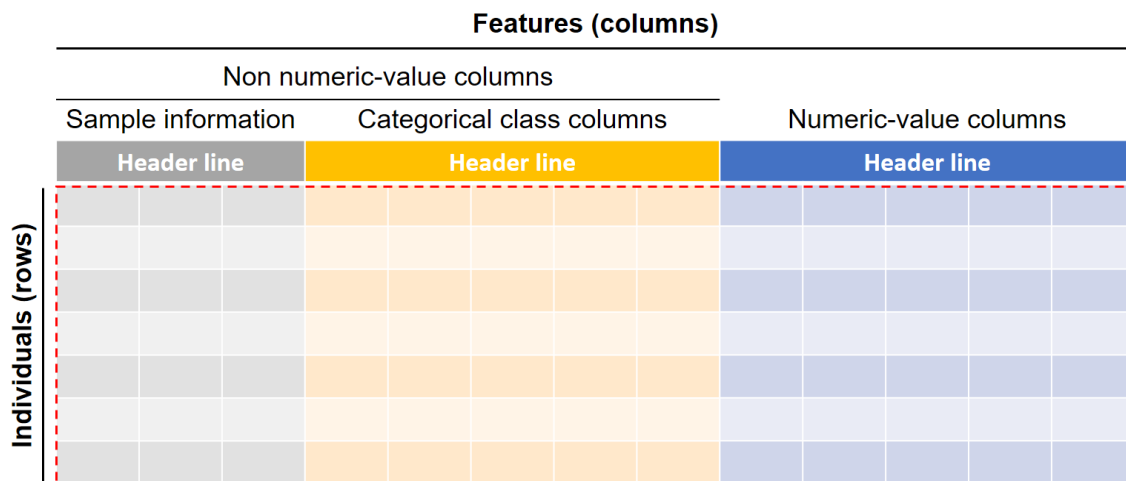 Features (columns)
Non numeric-value columns
Sample information
Categorical class columns
Numeric-value columns
Header line
Header line
Header line
Individuals (rows)